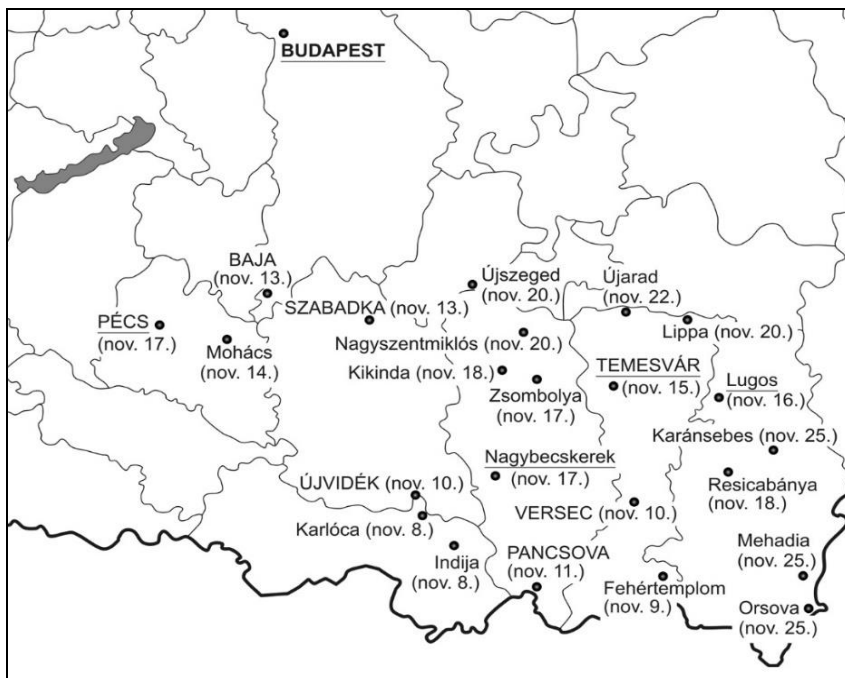 BUDAPEST
BAJA
(nov. 13.)
SZABADKA (nov. 13.)
Újszeged
(nov. 20.)
Újarad
(nov. 22.)
PÉCS
(nov. 17.)
Mohács
(nov. 14.)
Nagyszentmiklós
(nov. 20.)
Lippa (nov. 20.)
Kikinda (nov. 18.)
Zsombolya
(nov. 17.)
TEMESVÁR
(nov. 15.)
Lugos
(nov. 16.)
Karánsebes (nov. 25.)
Nagybecskerek
(nov. 17.)
Resicabánya
(nov. 18.)
ÚJVIDÉK (nov. 10.)
VERSEC (nov. 10.)
Karlóca (nov. 8.)
Indija
(nov. 8.)
PANCSOVA
(nov. 11.)
Mehadia
(nov. 25.)
Fehértemplom
(nov. 9.)
Orsova
(nov. 25.)